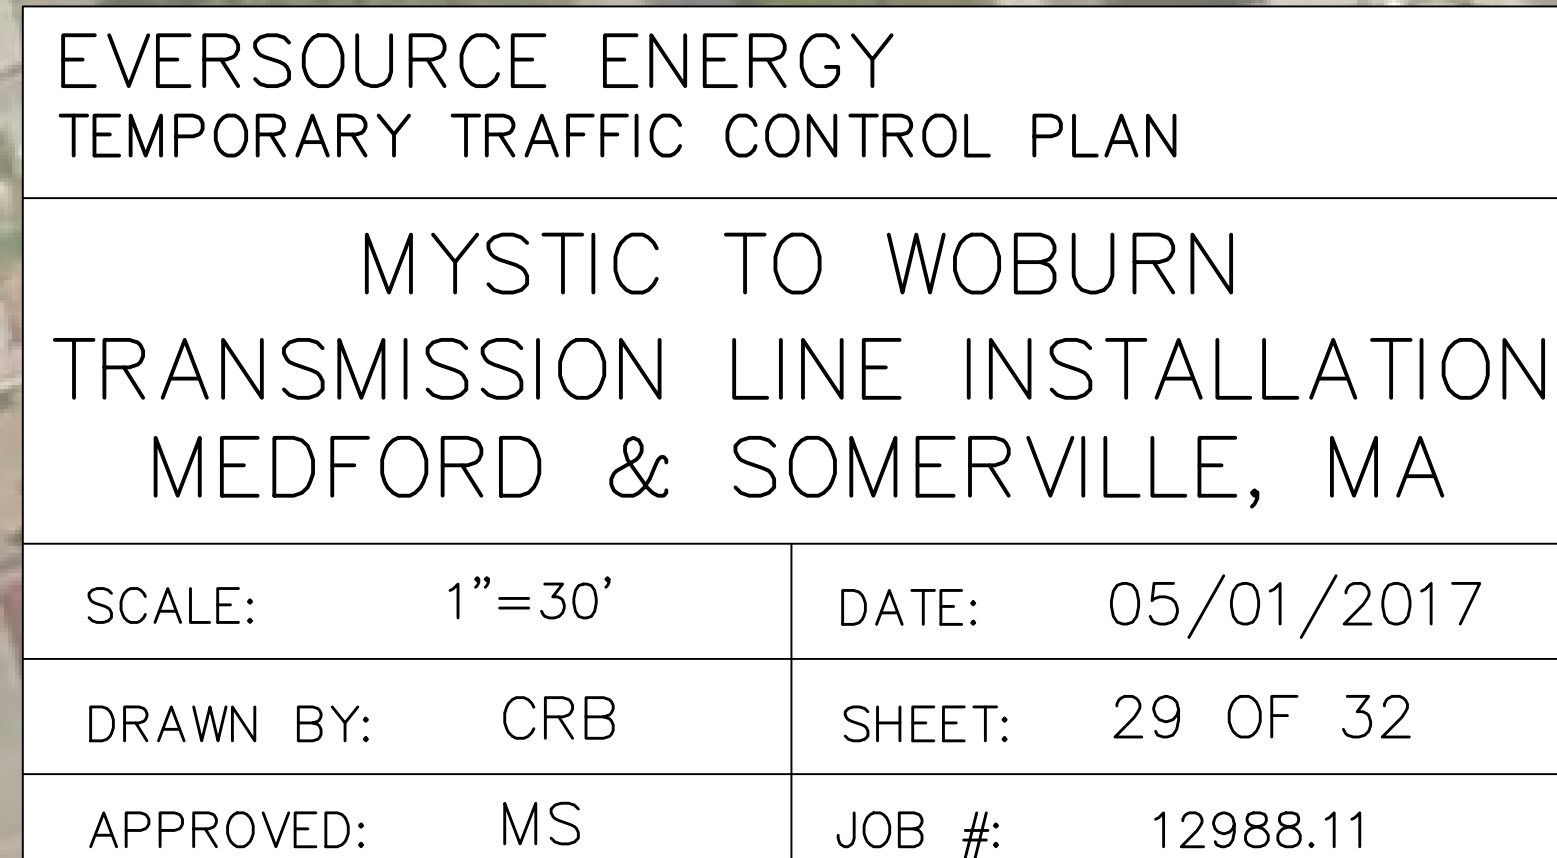 EVERSOURCE ENERGY
TEMPORARY TRAFFIC CONTROL PLAN
MYSTIC TO WOBURN
TRANSMISSION LINE INSTALLATION
MEDFORD & SOMERVILLE, MA
SCALE: 1"=30' DATE: 05/01/2017
DRAWN BY: CRB SHEET: 29 OF 32
APPROVED: MS JOB #: 12988.11